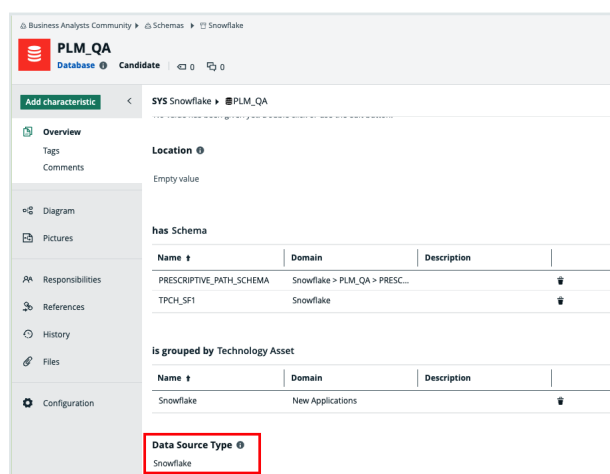 Business Analysts Community ▸ Schemas ▸ Snowflake
PLM_QA
Database Candidate 0 0
Add characteristic <
SYS Snowflake ▸ PLM_QA
Overview
Tags
Comments
Diagram
Pictures
Responsibilities
References
History
Files
Configuration
Location
Empty value
has Schema
Name ↑ Domain Description
PRESCRIPTIVE_PATH_SCHEMA Snowflake > PLM_QA > PRESC...
TPCH_SF1 Snowflake
is grouped by Technology Asset
Name ↑ Domain Description
Snowflake New Applications
Data Source Type
Snowflake